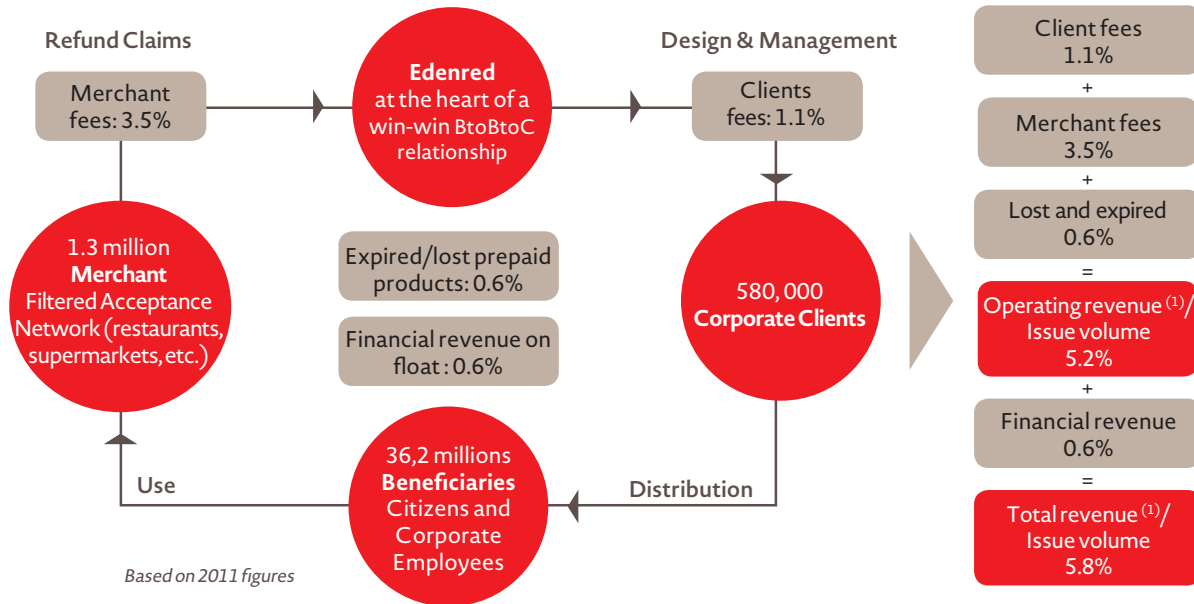 Refund Claims
Merchant
fees: 3.5%
Edenred
at the heart of a
win-win BtoBtoC
relationship
Design & Management
Clients
fees: 1.1%
1.3 million
Merchant
Filtered Acceptance
Network (restaurants,
supermarkets, etc.)
Expired/lost prepaid
products: 0.6%
Financial revenue on
float : 0.6%
580, 000
Corporate Clients
Use
36,2 millions
Beneficiaries
Citizens and
Corporate
Employees
Distribution
Based on 2011 figures
Client fees
1.1%
+
Merchant fees
3.5%
+
Lost and expired
0.6%
=
Operating revenue (1)/
Issue volume
5.2%
+
Financial revenue
0.6%
=
Total revenue (1)/
Issue volume
5.8%